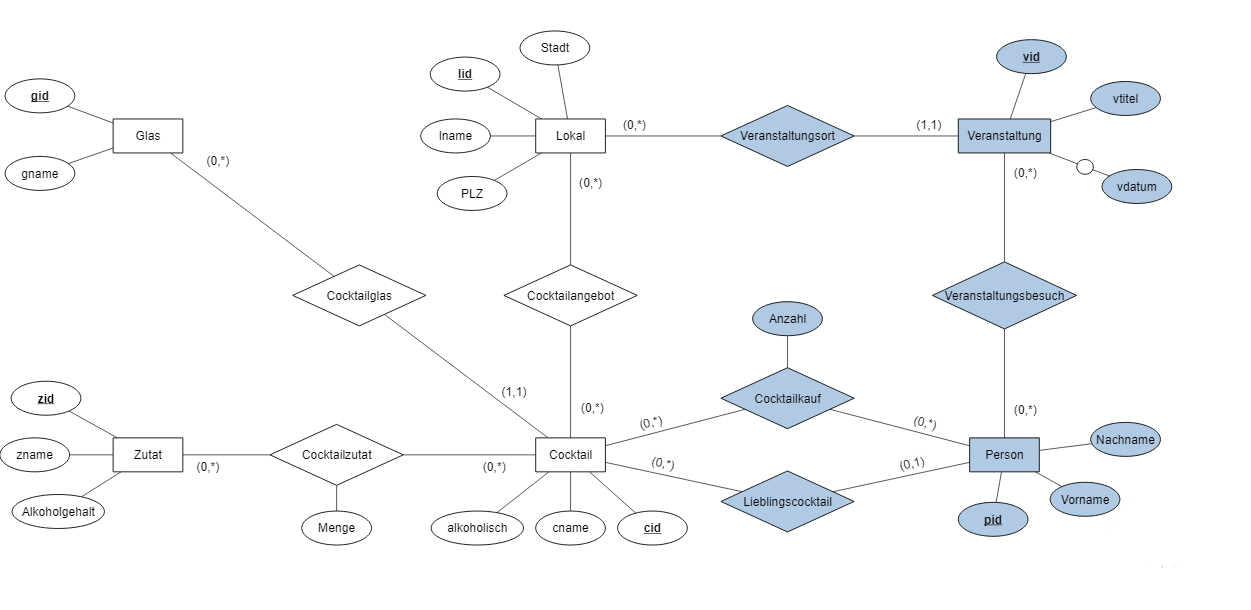 Stadt
vid
lid
gid
vtitel
Glas
lname
Lokal
(0,*)
Veranstaltungsort
(1,1)
Veranstaltung
(0,*)
gname
PLZ
(0,*)
(0,*)
vdatum
Cocktailglas
Cocktailangebot
Veranstaltungsbesuch
Anzahl
(1,1)
zid
Cocktailkauf
(0,*)
(0,*)
(0,*)
(0,*)
Nachname
zname
Zutat
(0,*)
Cocktailzutat
(0,*)
Cocktail
(0,*)
(0,1)
Person
Alkoholgehalt
Lieblingscocktail
Vorname
Menge
alkoholisch
cname
cid
pid